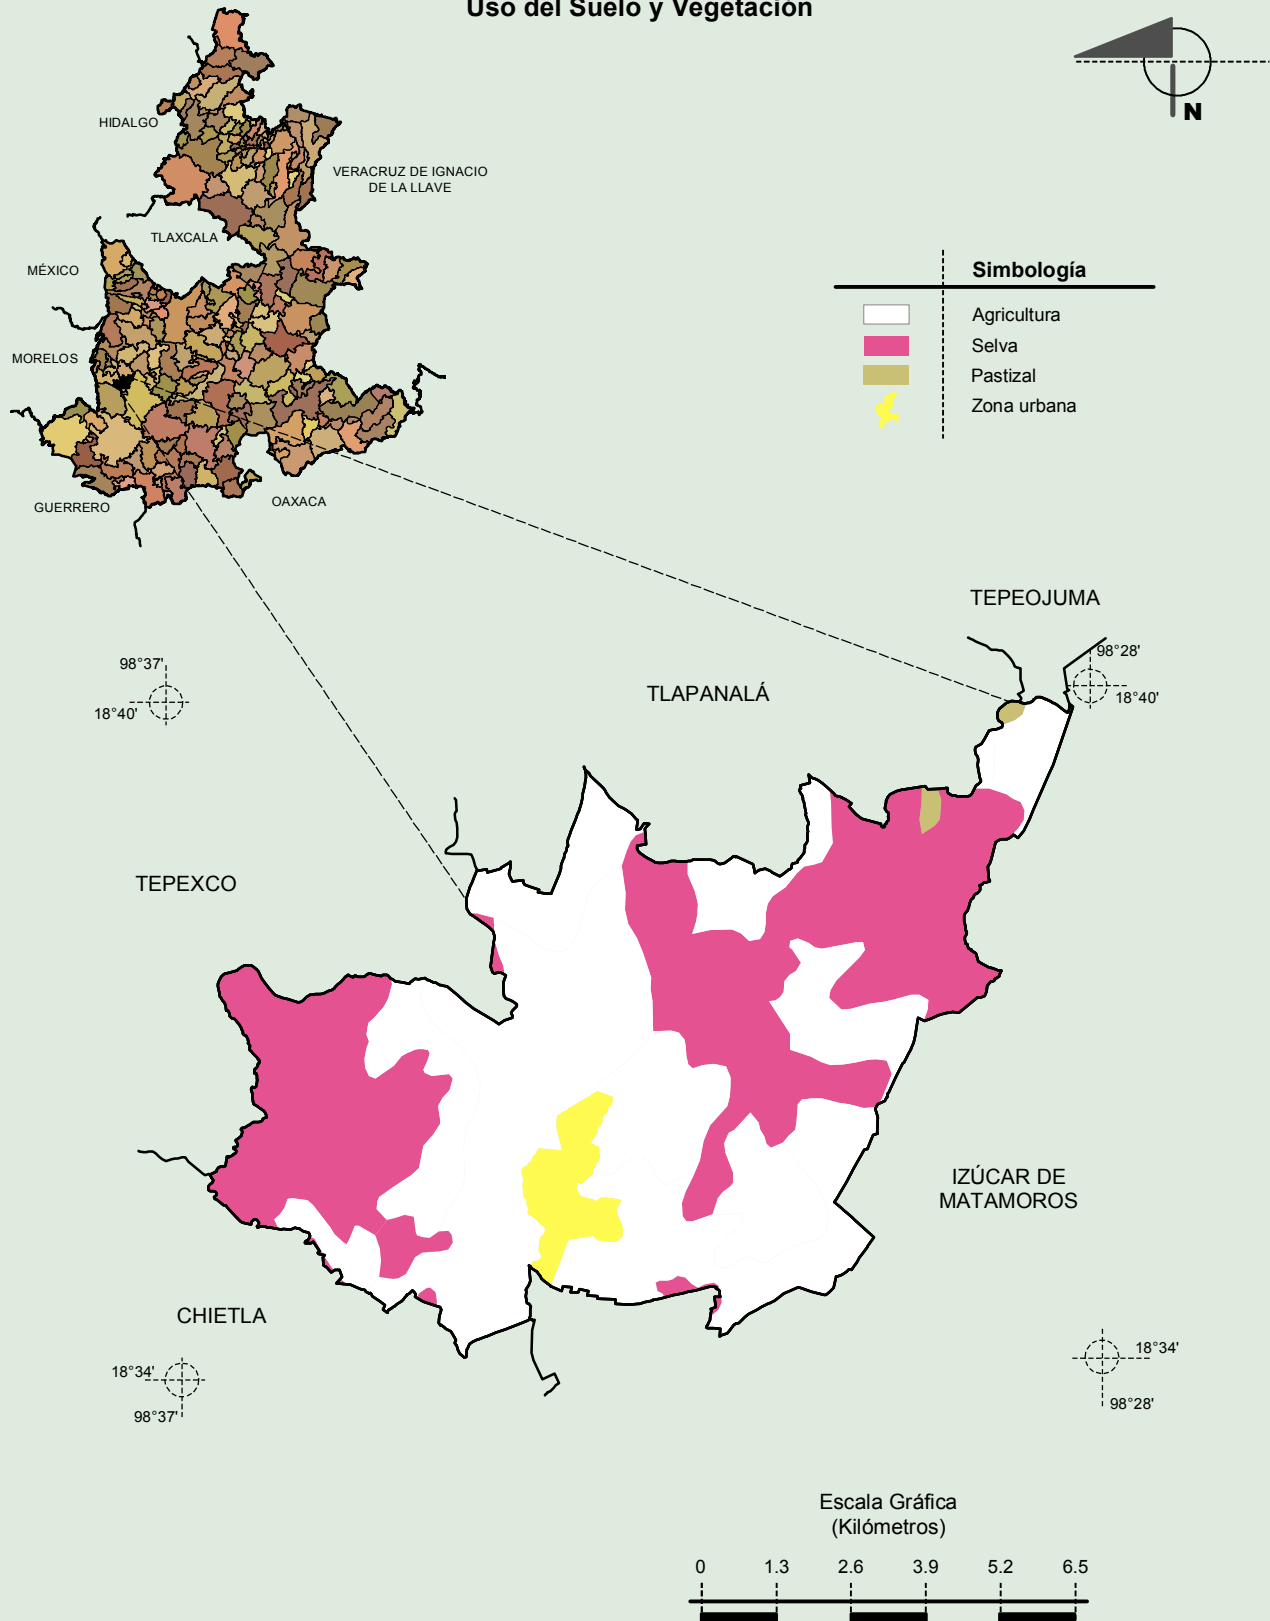 Uso del Suelo y Vegetación
N
HIDALGO
VERACRUZ DE IGNACIO
DE LA LLAVE
TLAXCALA
MÉXICO
MORELOS
GUERRERO
OAXACA
Simbología
Agricultura
Selva
Pastizal
Zona urbana
TEPEOJUMA
98°37'
18°40'
TLAPANALÁ
98°28'
18°40'
TEPEXCO
IZÚCAR DE
MATAMOROS
CHIETLA
18°34'
98°37'
18°34'
98°28'
Escala Gráfica
(Kilómetros)
0 1.3 2.6 3.9 5.2 6.5